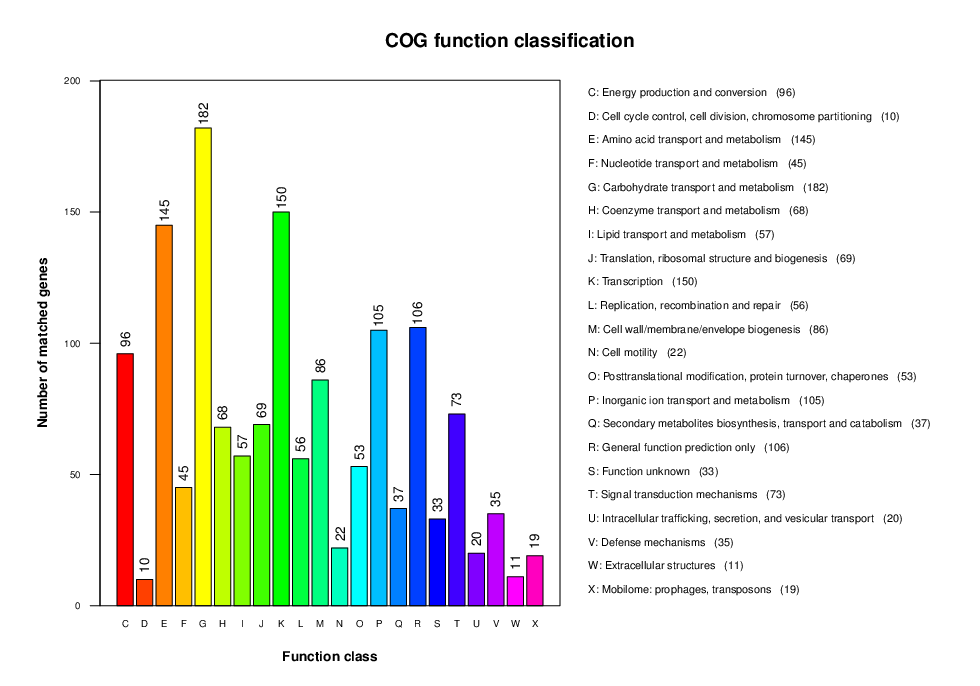 COG function classification
200
150
100
50
0
Number of matched genes
96
10
145
45
182
68
57
69
150
56
86
22
53
105
37
106
33
73
20
35
11
19
C D E F G H I J K L M N O P Q R S T U V W X
Function class
C: Energy production and conversion (96)
D: Cell cycle control, cell division, chromosome partitioning (10)
E: Amino acid transport and metabolism (145)
F: Nucleotide transport and metabolism (45)
G: Carbohydrate transport and metabolism (182)
H: Coenzyme transport and metabolism (68)
I: Lipid transport and metabolism (57)
J: Translation, ribosomal structure and biogenesis (69)
K: Transcription (150)
L: Replication, recombination and repair (56)
M: Cell wall/membrane/envelope biogenesis (86)
N: Cell motility (22)
O: Posttranslational modification, protein turnover, chaperones (53)
P: Inorganic ion transport and metabolism (105)
Q: Secondary metabolites biosynthesis, transport and catabolism (37)
R: General function prediction only (106)
S: Function unknown (33)
T: Signal transduction mechanisms (73)
U: Intracellular trafficking, secretion, and vesicular transport (20)
V: Defense mechanisms (35)
W: Extracellular structures (11)
X: Mobilome: prophages, transposons (19)